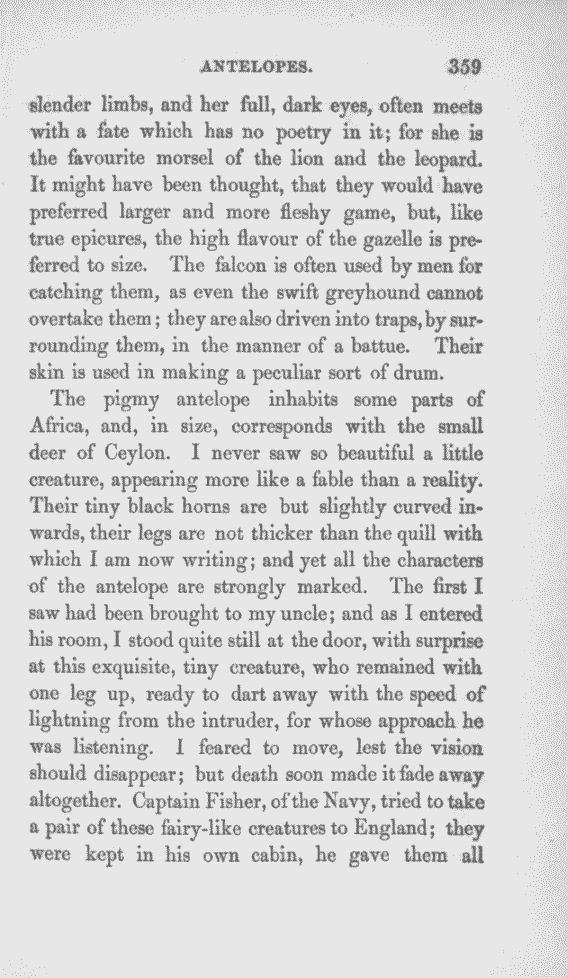 ANTELOPES. 359
slender limbs, and her full, dark eyes, often meets
with a fate which has no poetry in it; for she is
the favourite morsel of the lion and the leopard.
It might have been thought, that they would have
preferred larger and more fleshy game, but, like
true epicures, the high flavour of the gazelle is pre-
ferred to size. The falcon is often used by men for
catching them, as even the swift greyhound cannot
overtake them; they are also driven into traps, by sur-
rounding them, in the manner of a battue. Their
skin is used in making a peculiar sort of drum.
The pigmy antelope inhabits some parts of
Africa, and, in size, corresponds with the small
deer of Ceylon. I never saw so beautiful a little
creature, appearing more like a fable than a reality.
Their tiny black horns are but slightly curved in-
wards, their legs are not thicker than the quill with
which I am now writing; and yet all the characters
of the antelope are strongly marked. The first I
saw had been brought to my uncle; and as I entered
his room, I stood quite still at the door, with surprise
at this exquisite, tiny creature, who remained with
one leg up, ready to dart away with the speed of
lightning from the intruder, for whose approach he
was listening. I feared to move, lest the vision
should disappear; but death soon made it fade away
altogether. Captain Fisher, of the Navy, tried to take
a pair of these fairy-like creatures to England; they
were kept in his own cabin, he gave them all